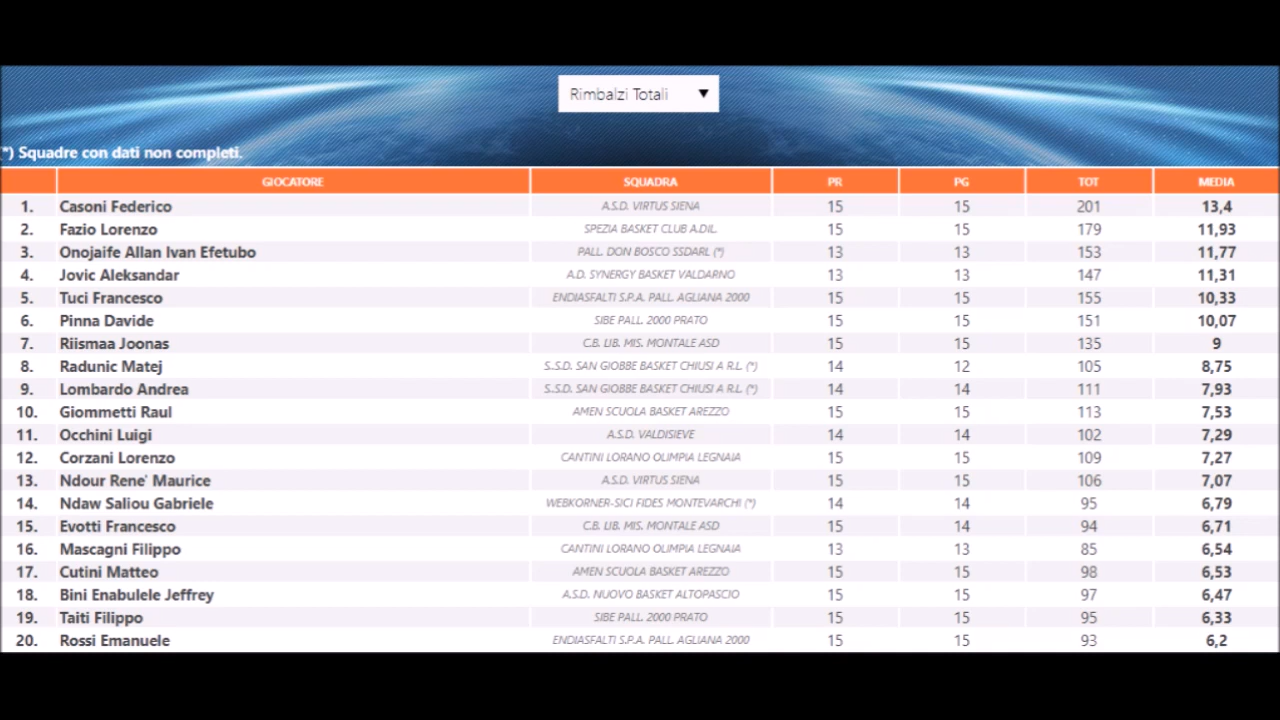 Rimbalzi Totali ▼
*) Squadre con dati non completi.
GIOCATORE SQUADRA PR PG TOT MEDIA
1. Casoni Federico A.S.D. VIRTUS SIENA 15 15 201 13,4
2. Fazio Lorenzo SPEZIA BASKET CLUB A.DIL. 15 15 179 11,93
3. Onojaife Allan Ivan Efetubo PALL. DON BOSCO SSDARL (*) 13 13 153 11,77
4. Jovic Aleksandar A.D. SYNERGY BASKET VALDARNO 13 13 147 11,31
5. Tuci Francesco ENDIASFALTI S.P.A. PALL. AGLIANA 2000 15 15 155 10,33
6. Pinna Davide SIBE PALL. 2000 PRATO 15 15 151 10,07
7. Riismaa Joonas C.B. LIB. MIS. MONTALE ASD 15 15 135 9
8. Radunic Matej S..S.D. SAN GIOBBE BASKET CHIUSI A R.L. (*) 14 12 105 8,75
9. Lombardo Andrea S..S.D. SAN GIOBBE BASKET CHIUSI A R.L. (*) 14 14 111 7,93
10. Giommetti Raul AMEN SCUOLA BASKET AREZZO 15 15 113 7,53
11. Occhini Luigi A.S.D. VALDISIEVE 14 14 102 7,29
12. Corzani Lorenzo CANTINI LORANO OLIMPIA LEGNAIA 15 15 109 7,27
13. Ndour Rene' Maurice A.S.D. VIRTUS SIENA 15 15 106 7,07
14. Ndaw Saliou Gabriele WEBKORNER-SICI FIDES MONTEVARCHI (*) 14 14 95 6,79
15. Evotti Francesco C.B. LIB. MIS. MONTALE ASD 15 14 94 6,71
16. Mascagni Filippo CANTINI LORANO OLIMPIA LEGNAIA 13 13 85 6,54
17. Cutini Matteo AMEN SCUOLA BASKET AREZZO 15 15 98 6,53
18. Bini Enabulele Jeffrey A.S.D. NUOVO BASKET ALTOPASCIO 15 15 97 6,47
19. Taiti Filippo SIBE PALL. 2000 PRATO 15 15 95 6,33
20. Rossi Emanuele ENDIASFALTI S.P.A. PALL. AGLIANA 2000 15 15 93 6,2